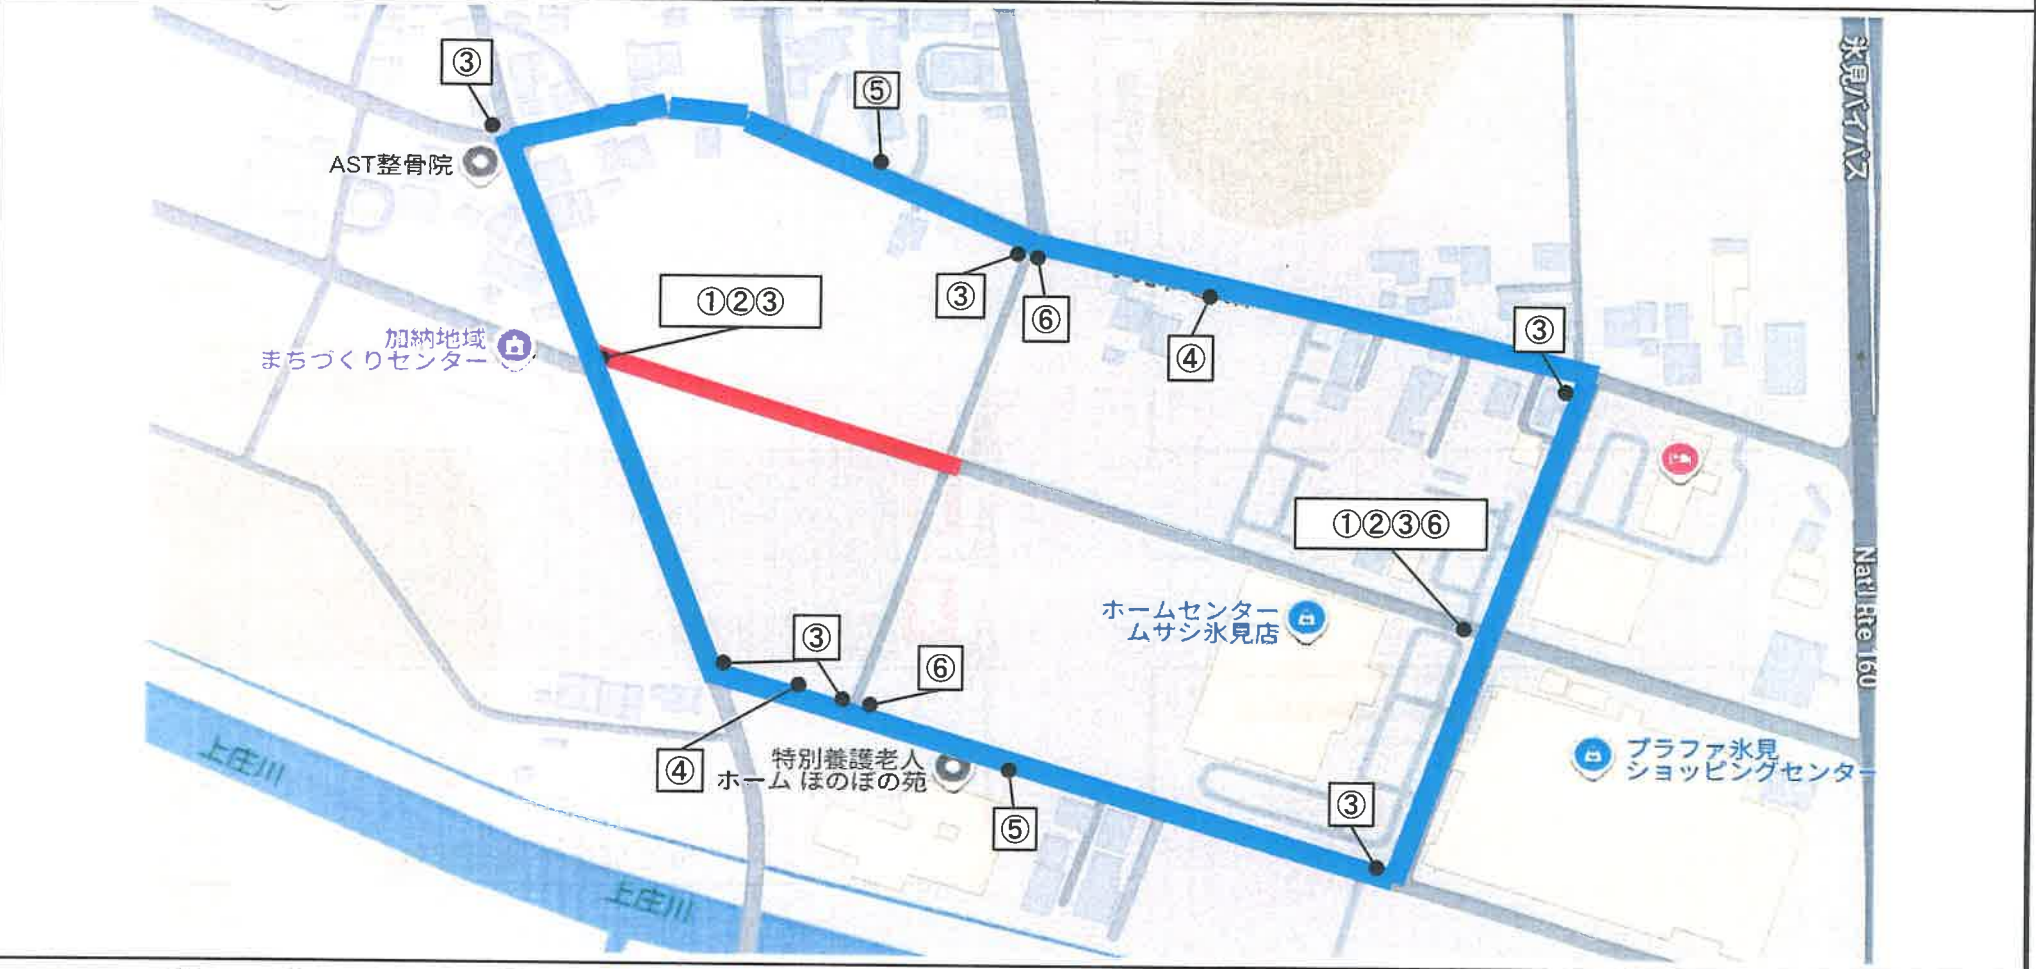 ③
⑤
氷見バイパス
AST整骨院
①②③
③
⑥
③
④
加納地域
まちづくりセンター
①②③⑥
Nat'l Rte 160
ホームセンター
ムサシ氷見店
③
⑥
上庄川
④
特別養護老人
ホーム ほのぼの苑
プラファ氷見
ショッピングセンター
⑤
③
上庄川